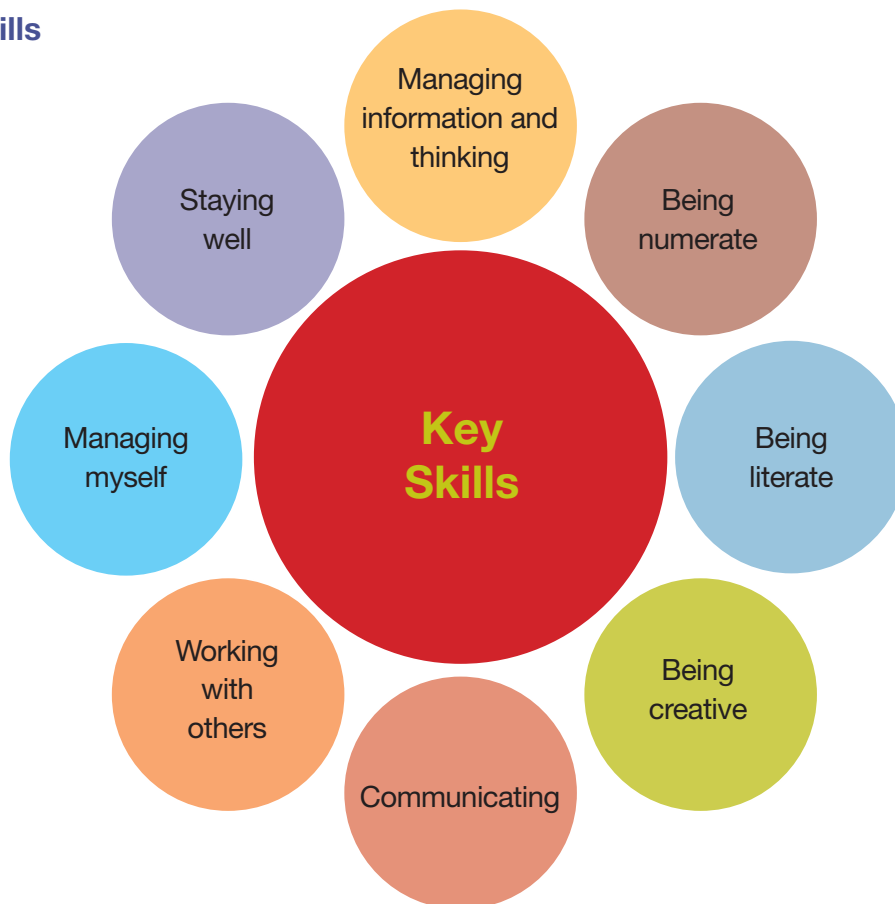 ills
Managing
information and
thinking
Being
numerate
Being
literate
Being
creative
Communicating
Working
with
others
Managing
myself
Staying
well
Key
Skills